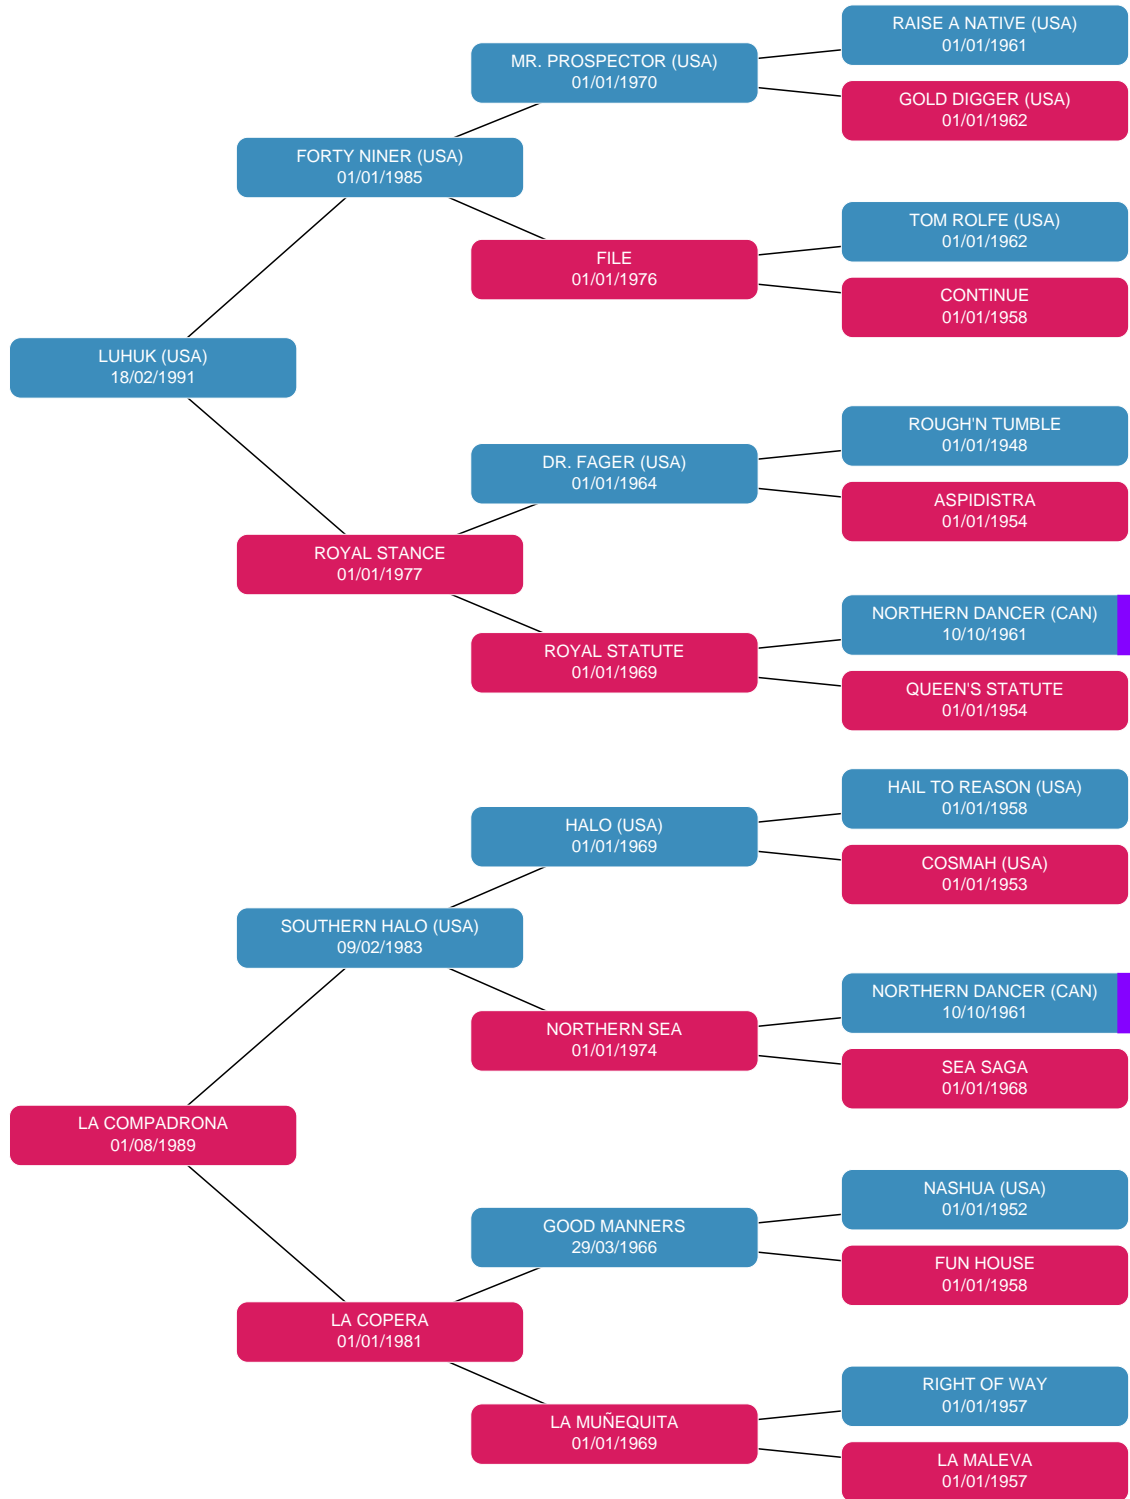 RAISE A NATIVE (USA)
01/01/1961
MR. PROSPECTOR (USA)
01/01/1970
GOLD DIGGER (USA)
01/01/1962
FORTY NINER (USA)
01/01/1985
TOM ROLFE (USA)
01/01/1962
FILE
01/01/1976
CONTINUE
01/01/1958
LUHUK (USA)
18/02/1991
ROUGH'N TUMBLE
01/01/1948
DR. FAGER (USA)
01/01/1964
ASPIDISTRA
01/01/1954
ROYAL STANCE
01/01/1977
NORTHERN DANCER (CAN)
10/10/1961
ROYAL STATUTE
01/01/1969
QUEEN'S STATUTE
01/01/1954
HAIL TO REASON (USA)
01/01/1958
HALO (USA)
01/01/1969
COSMAH (USA)
01/01/1953
SOUTHERN HALO (USA)
09/02/1983
NORTHERN DANCER (CAN)
10/10/1961
NORTHERN SEA
01/01/1974
SEA SAGA
01/01/1968
LA COMPADRONA
01/08/1989
NASHUA (USA)
01/01/1952
GOOD MANNERS
29/03/1966
FUN HOUSE
01/01/1958
LA COPERA
01/01/1981
RIGHT OF WAY
01/01/1957
LA MUÑEQUITA
01/01/1969
LA MALEVA
01/01/1957